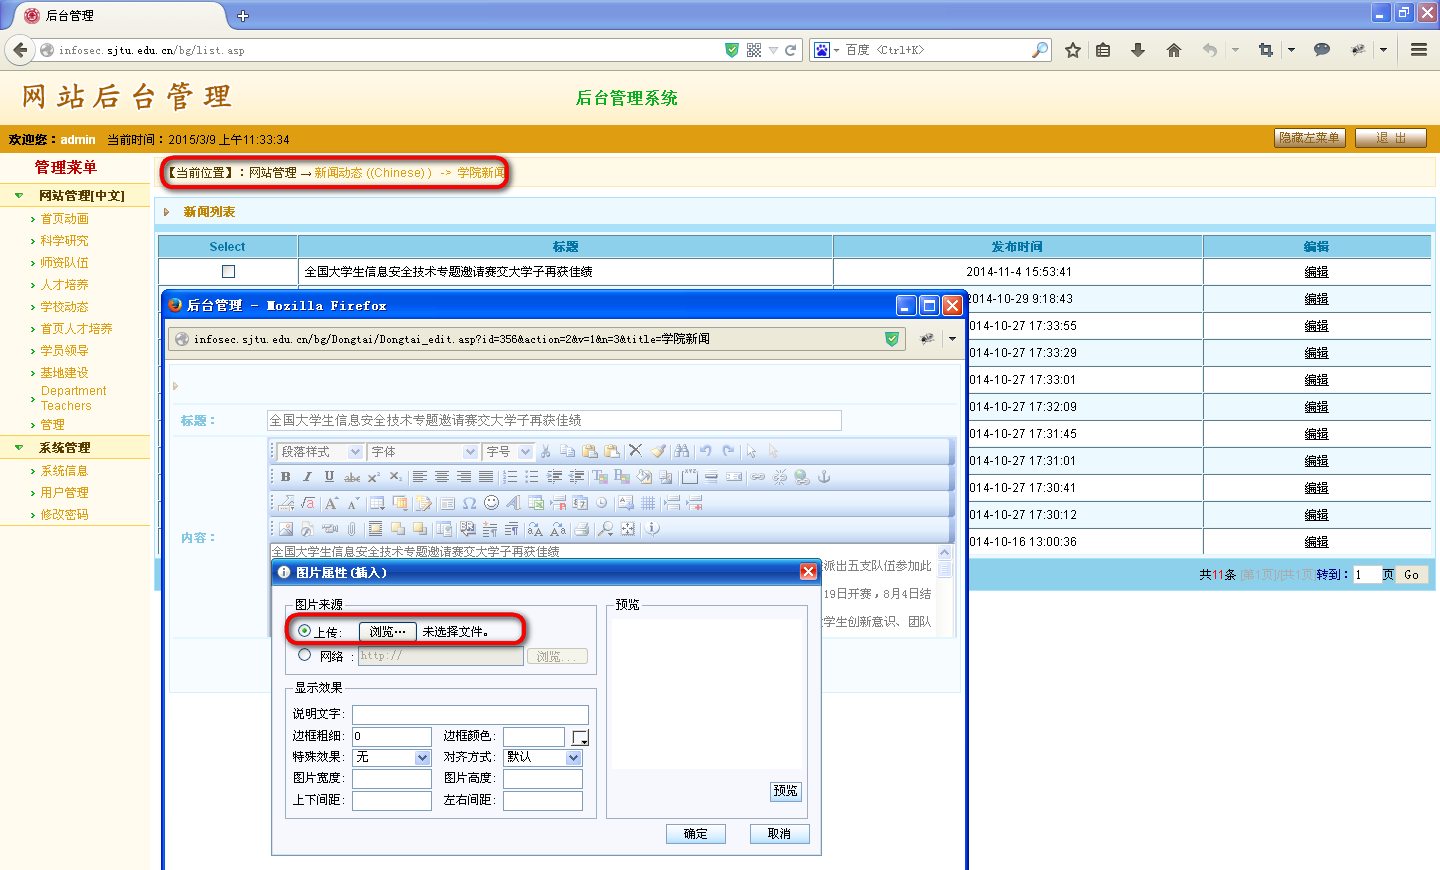 后台管理
infosec.sjtu.edu.cn/bg/list.asp
百度 <Ctrl+K>
网站后台管理
后台管理系统
欢迎您：admin 当前时间：2015/3/9 上午11:33:34
隐藏左菜单
退 出
管理菜单
【当前位置】：网站管理 → 新闻动态 ((Chinese) ) -> 学院新闻
网站管理[中文]
首页动画
科学研究
师资队伍
人才培养
学校动态
首页人才培养
学员领导
基地建设
Department
Teachers
管理
系统管理
系统信息
用户管理
修改密码
新闻列表
Select 标题 发布时间 编辑
全国大学生信息安全技术专题邀请赛交大学子再获佳绩 2014-11-4 15:53:41 编辑
014-10-29 9:18:43 编辑
014-10-27 17:33:55 编辑
014-10-27 17:33:29 编辑
014-10-27 17:33:01 编辑
014-10-27 17:32:09 编辑
014-10-27 17:31:45 编辑
014-10-27 17:31:01 编辑
014-10-27 17:30:41 编辑
014-10-27 17:30:12 编辑
014-10-16 13:00:36 编辑
共11条 [第1页]/[共1页]转到： 1 页 Go
后台管理 - Mozilla Firefox
infosec.sjtu.edu.cn/bg/Dongtai/Dongtai_edit.asp?id=356&action=2&v=1&n=3&title=学院新闻
标题：
全国大学生信息安全技术专题邀请赛交大学子再获佳绩
段落样式 字体 字号
内容：
全国大学生信息安全技术专题邀请赛交大学子再获佳绩
派出五支队伍参加此
19日开赛，8月4日结
学生创新意识、团队
图片属性(插入)
图片来源
上传： 浏览… 未选择文件。
网络： http:// 浏览...
显示效果
说明文字：
边框粗细： 0 边框颜色：
特殊效果： 无 对齐方式： 默认
图片宽度： 图片高度：
上下间距： 左右间距：
预览
预览
确定 取消